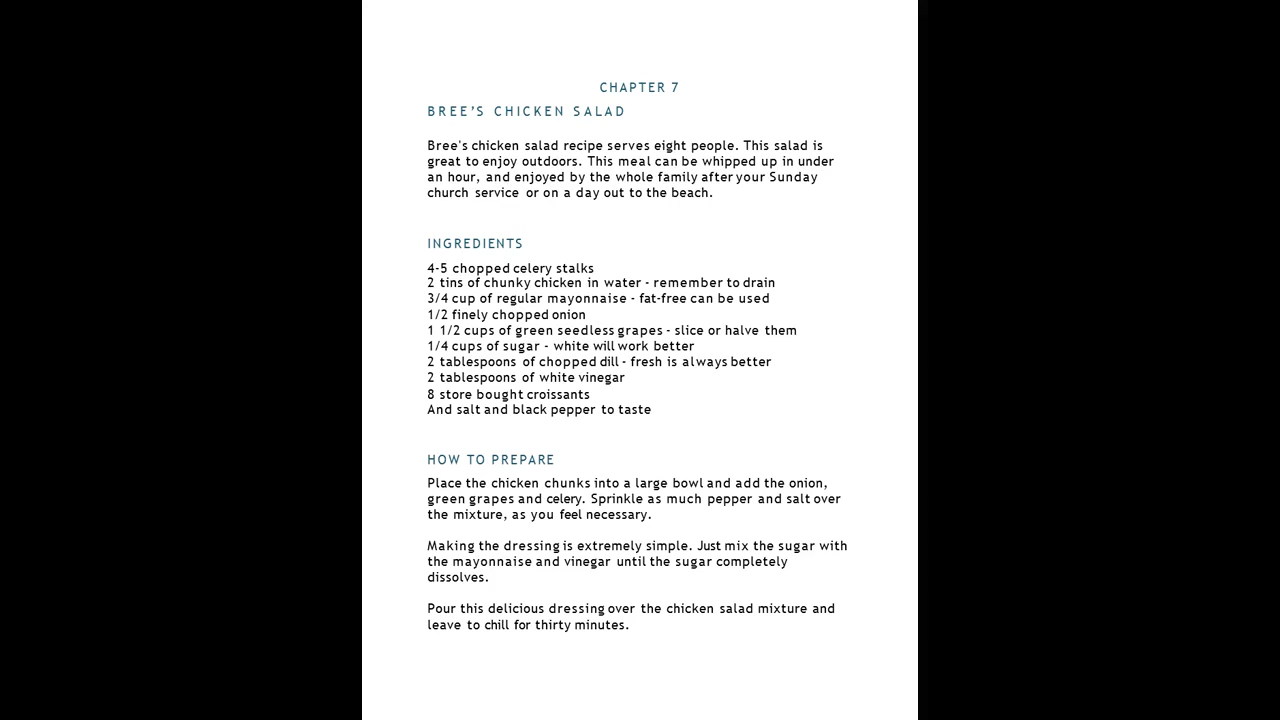 CHAPTER 7
BREE'S CHICKEN SALAD
Bree's chicken salad recipe serves eight people. This salad is
great to enjoy outdoors. This meal can be whipped up in under
an hour, and enjoyed by the whole family after your Sunday
church service or on a day out to the beach.
INGREDIENTS
4-5 chopped celery stalks
2 tins of chunky chicken in water - remember to drain
3/4 cup of regular mayonnaise - fat-free can be used
1/2 finely chopped onion
1 1/2 cups of green seedless grapes - slice or halve them
1/4 cups of sugar - white will work better
2 tablespoons of chopped dill - fresh is always better
2 tablespoons of white vinegar
8 store bought croissants
And salt and black pepper to taste
HOW TO PREPARE
Place the chicken chunks into a large bowl and add the onion,
green grapes and celery. Sprinkle as much pepper and salt over
the mixture, as you feel necessary.
Making the dressing is extremely simple. Just mix the sugar with
the mayonnaise and vinegar until the sugar completely
dissolves.
Pour this delicious dressing over the chicken salad mixture and
leave to chill for thirty minutes.